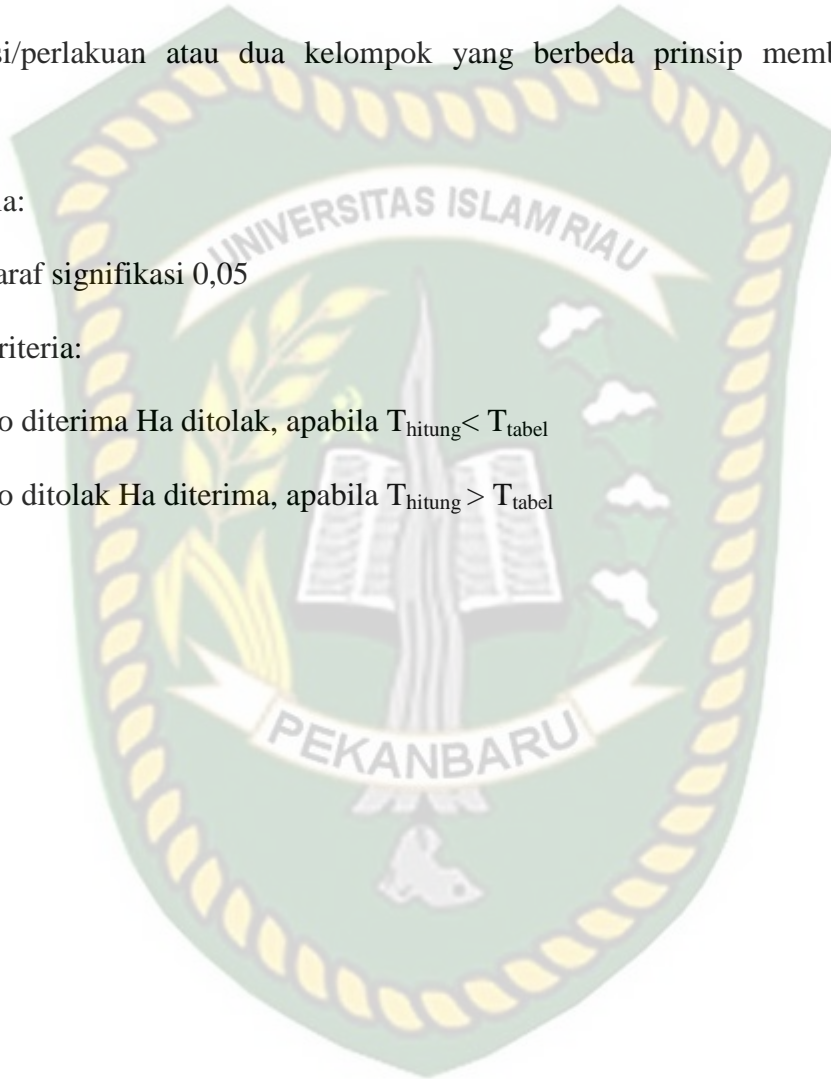 si/perlakuan atau dua kelompok yang berbeda prinsip memb
a:
UNIVERSITAS ISLAM RIAU
araf signifikasi 0,05
riteria:
o diterima Ha ditolak, apabila Thitung< Ttabel
o ditolak Ha diterima, apabila Thitung > Ttabel
PEKANBARU